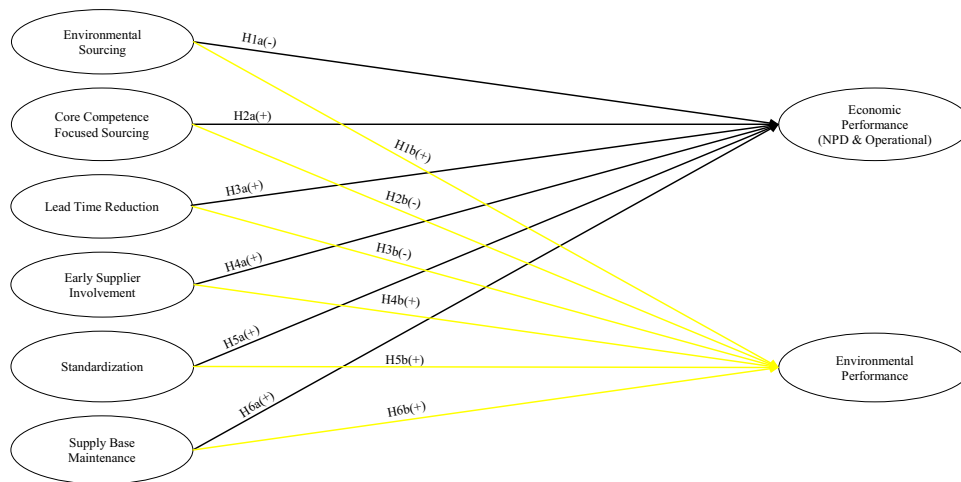 Environmental
Sourcing
Core Competence
Focused Sourcing
Lead Time Reduction
Early Supplier
Involvement
Standardization
Supply Base
Maintenance
H1a(-)
H2a(+)
H1b(+)
H3a(+)
H2b(-)
H3b(-)
H4a(+)
H4b(+)
H5a(+)
H5b(+)
H6a(+)
H6b(+)
Economic
Performance
(NPD & Operational)
Environmental
Performance